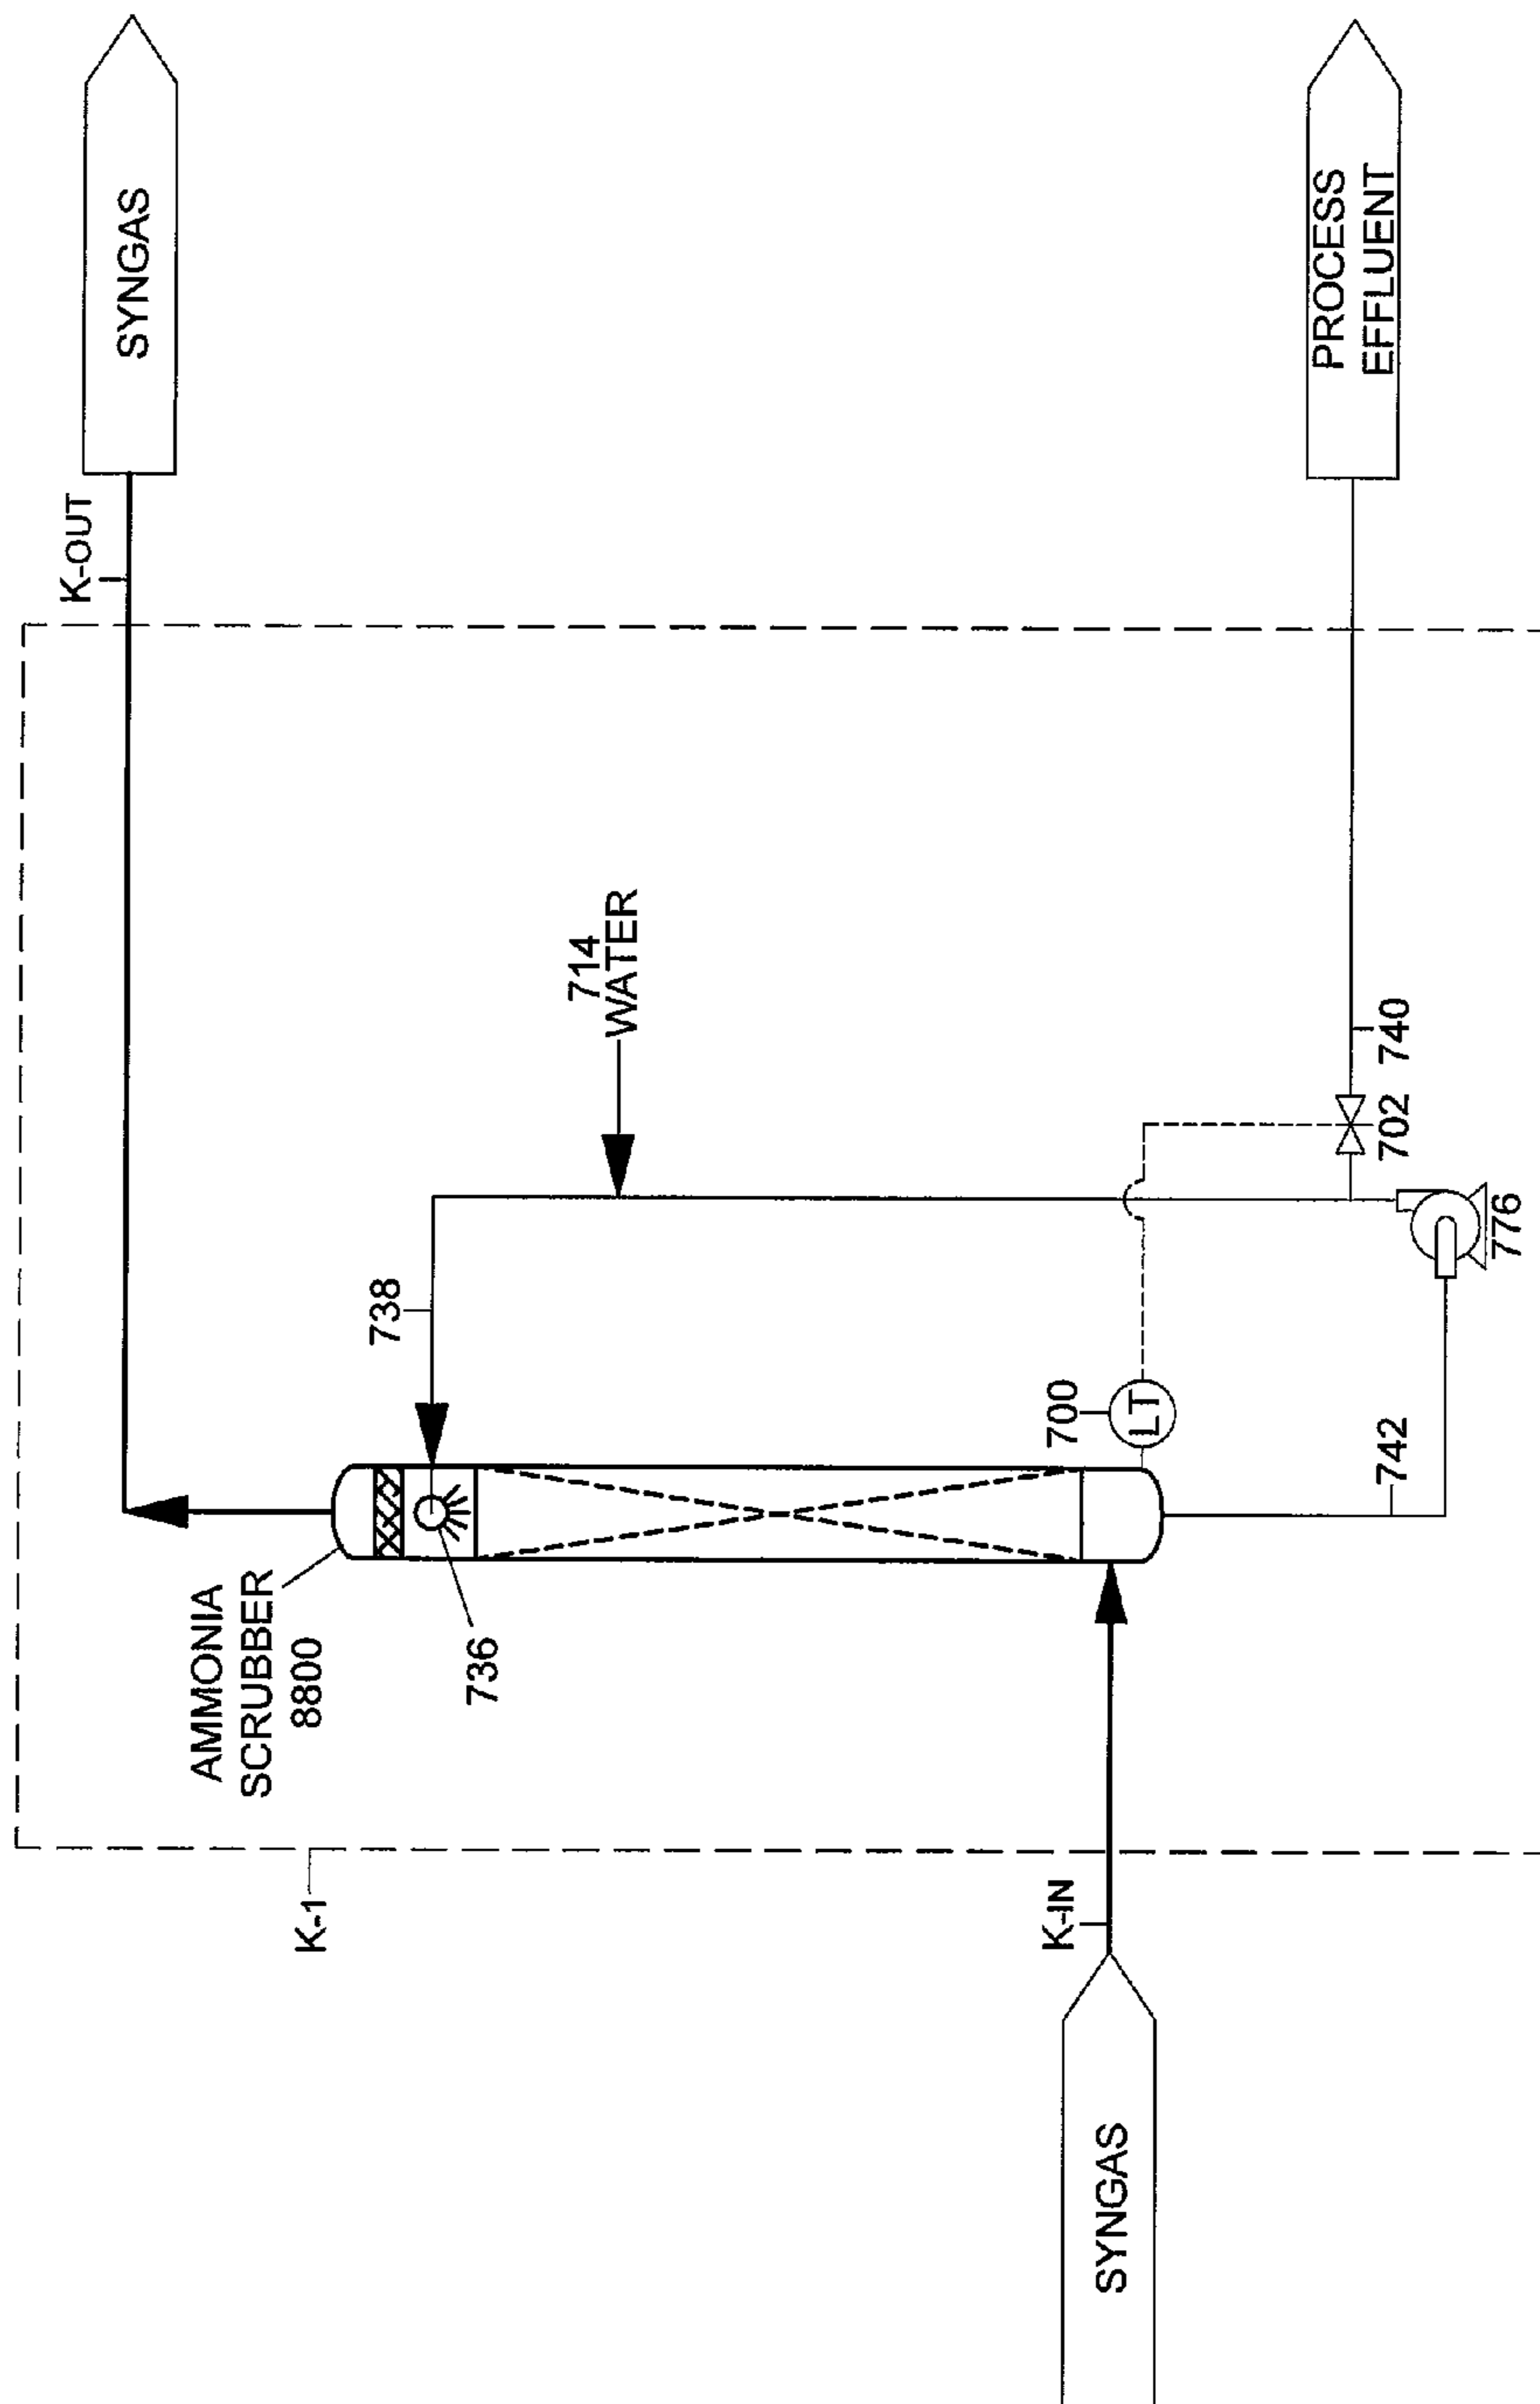 SYNGAS
K-OUT
714
WATER
738
AMMONIA
SCRUBBER
8800
736
700
LT
742
776
702
740
PROCESS
EFFLUENT
K-1
K-IN
SYNGAS